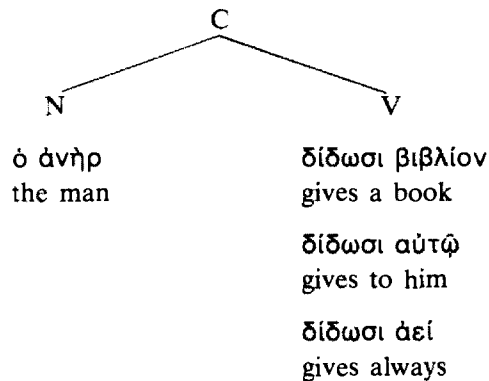 C
N V
ὁ ἀνὴρ δίδωσι βιβλίον
the man gives a book
δίδωσι αὐτῷ
gives to him
δίδωσι ἀεί
gives always